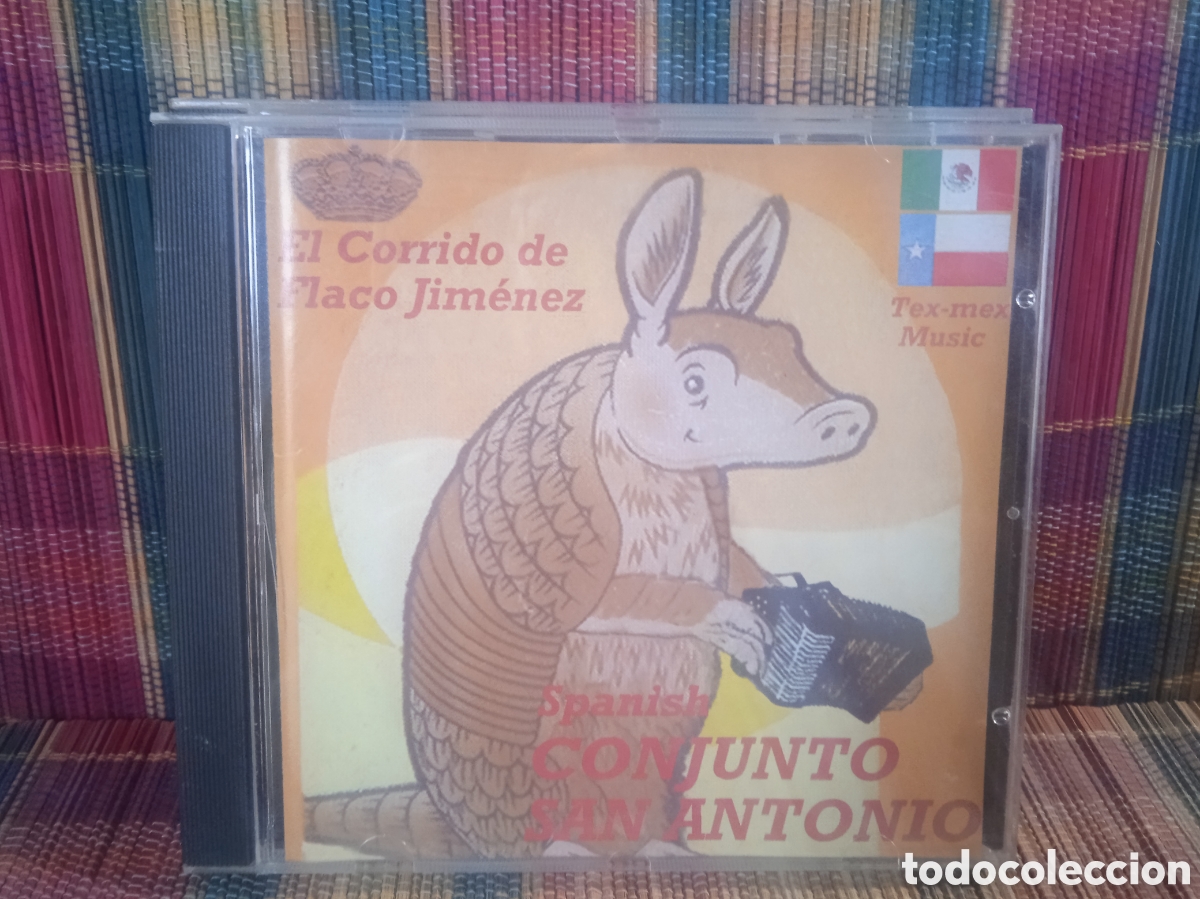 El Corrido de
Flaco Jiménez
Tex-mex
Music
Spanish
CONJUNTO
SAN ANTONIO
todocoleccion